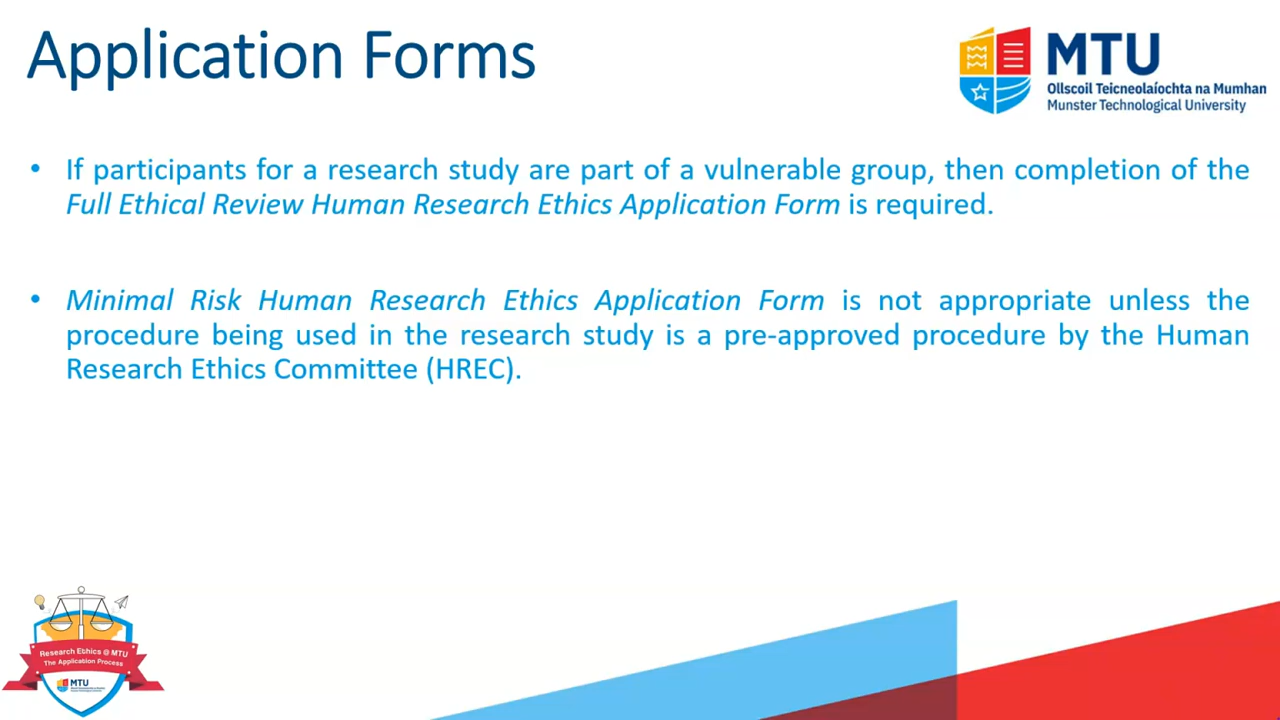 Application Forms
MTU
Ollscoil Teicneolaíochta na Mumhan
Munster Technological University
• If participants for a research study are part of a vulnerable group, then completion of the
Full Ethical Review Human Research Ethics Application Form is required.
• Minimal Risk Human Research Ethics Application Form is not appropriate unless the
procedure being used in the research study is a pre-approved procedure by the Human
Research Ethics Committee (HREC).
Research Ethics @ MTU
The Application Process
MTU